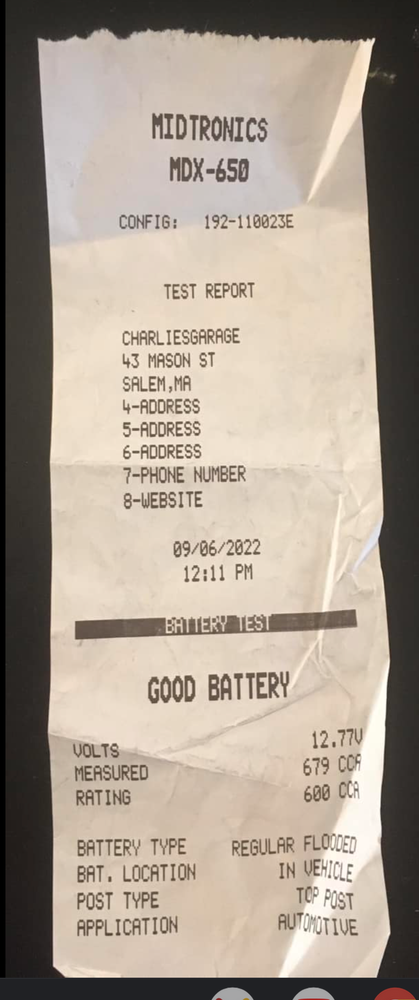 MIDTRONICS
MDX-650
CONFIG: 192-110023E
TEST REPORT
CHARLIESGARAGE
43 MASON ST
SALEM,MA
4-ADDRESS
5-ADDRESS
6-ADDRESS
7-PHONE NUMBER
8-WEBSITE
09/06/2022
12:11 PM
BATTERY TEST
GOOD BATTERY
VOLTS 12.77V
MEASURED 679 CCA
RATING 600 CCA
BATTERY TYPE REGULAR FLOODED
BAT. LOCATION IN VEHICLE
POST TYPE TOP POST
APPLICATION AUTOMOTIVE